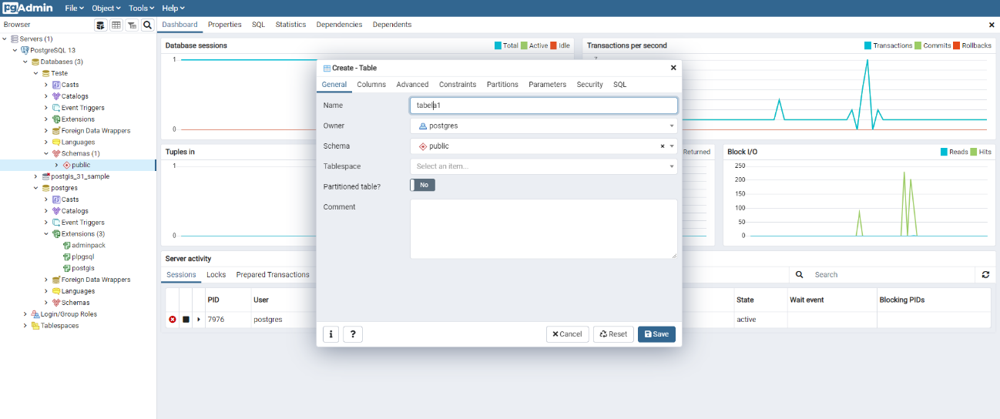 pgAdmin File Object Tools Help
Browser
Dashboard Properties SQL Statistics Dependencies Dependents
Servers (1)
PostgreSQL 13
Databases (3)
Teste
Casts
Catalogs
Event Triggers
Extensions
Foreign Data Wrappers
Languages
Schemas (1)
public
postgis_31_sample
postgres
Casts
Catalogs
Event Triggers
Extensions (3)
adminpack
plpgsql
postgis
Foreign Data Wrappers
Languages
Schemas
Login/Group Roles
Tablespaces
Database sessions Total Active Idle
1
0
Transactions per second Transactions Commits Rollbacks
7
Tuples in
1
0
Returned
Block I/O Reads Hits
250
200
150
100
50
0
Server activity
Sessions Locks Prepared Transactions
Search
PID User State Wait event Blocking PIDs
7976 postgres active
Create - Table
General Columns Advanced Constraints Partitions Parameters Security SQL
Name tabela1
Owner postgres
Schema public
Tablespace Select an item...
Partitioned table? No
Comment
i ? Cancel Reset Save